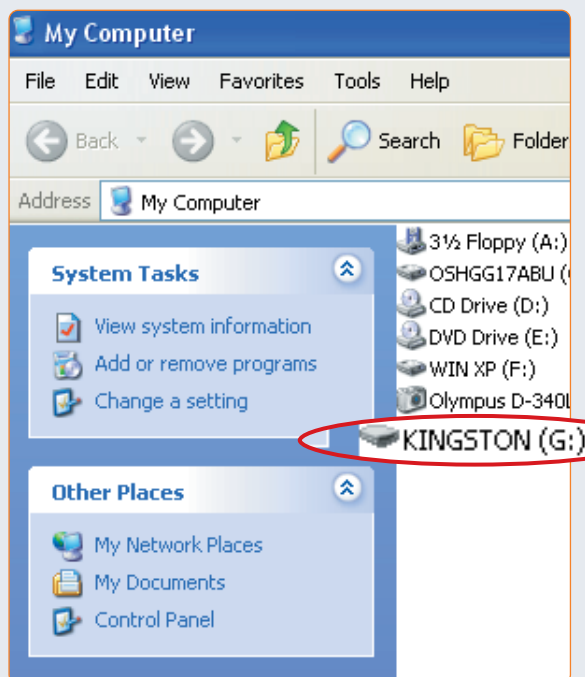 My Computer
File Edit View Favorites Tools Help
Back Search Folder
Address My Computer
System Tasks
View system information
Add or remove programs
Change a setting
Other Places
My Network Places
My Documents
Control Panel
3½ Floppy (A:)
OSHGG17ABU (
CD Drive (D:)
DVD Drive (E:)
WIN XP (F:)
Olympus D-340L
KINGSTON (G:)